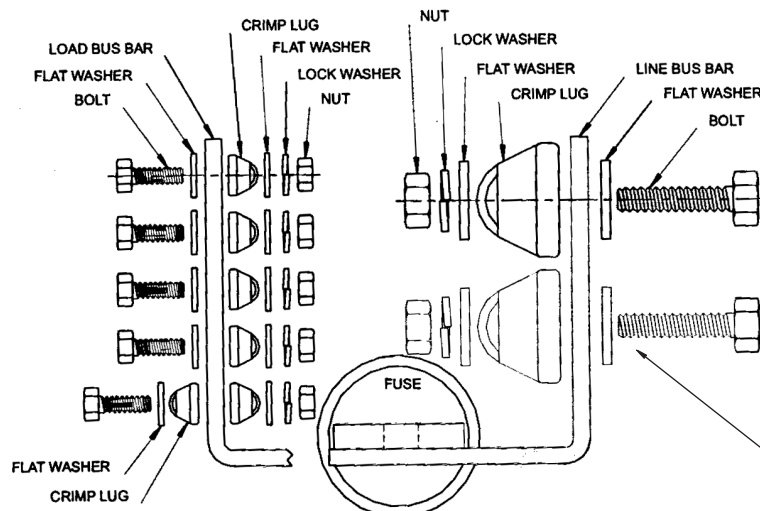 CRIMP LUG
FLAT WASHER
LOCK WASHER
NUT
LOAD BUS BAR
FLAT WASHER
BOLT
NUT
LOCK WASHER
FLAT WASHER
CRIMP LUG
LINE BUS BAR
FLAT WASHER
BOLT
FUSE
FLAT WASHER
CRIMP LUG